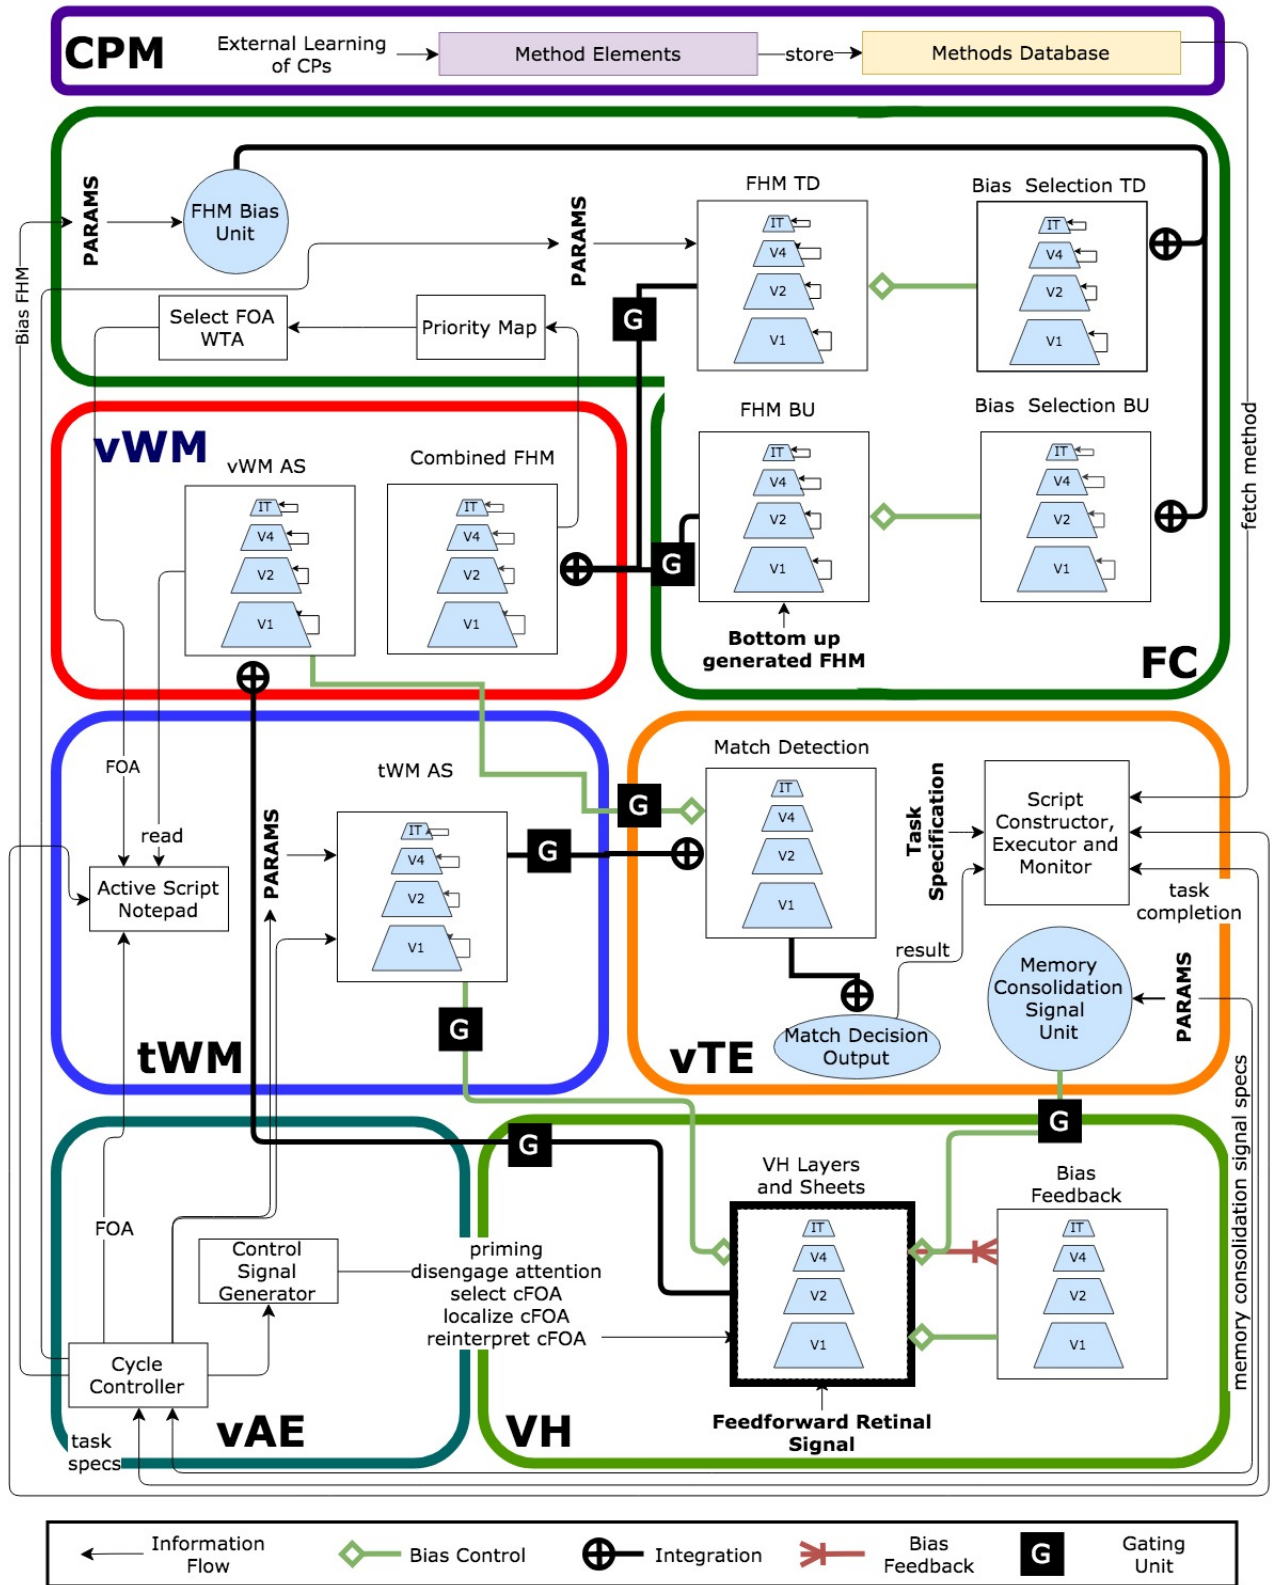 CPM
External Learning
of CPs
Method Elements
store
Methods Database
PARAMS
FHM Bias
Unit
PARAMS
FHM TD
IT
V4
V2
V1
Bias Selection TD
IT
V4
V2
V1
Bias FHM
Select FOA
WTA
Priority Map
G
fetch method
vWM
vWM AS
IT
V4
V2
V1
Combined FHM
IT
V4
V2
V1
G
FHM BU
IT
V4
V2
V1
Bottom up
generated FHM
Bias Selection BU
IT
V4
V2
V1
FC
FOA
read
Active Script
Notepad
PARAMS
tWM AS
IT
V4
V2
V1
G
G
tWM
G
Match Detection
IT
V4
V2
V1
Task
Specification
Script
Constructor,
Executor and
Monitor
task
completion
result
Match Decision
Output
Memory
Consolidation
Signal
Unit
PARAMS
vTE
G
G
memory consolidation signal specs
FOA
Control
Signal
Generator
priming
disengage attention
select cFOA
localize cFOA
reinterpret cFOA
Cycle
Controller
task
specs
vAE
VH Layers
and Sheets
IT
V4
V2
V1
Feedforward Retinal
Signal
Bias
Feedback
IT
V4
V2
V1
VH
Information
Flow
Bias Control
Integration
Bias
Feedback
G
Gating
Unit